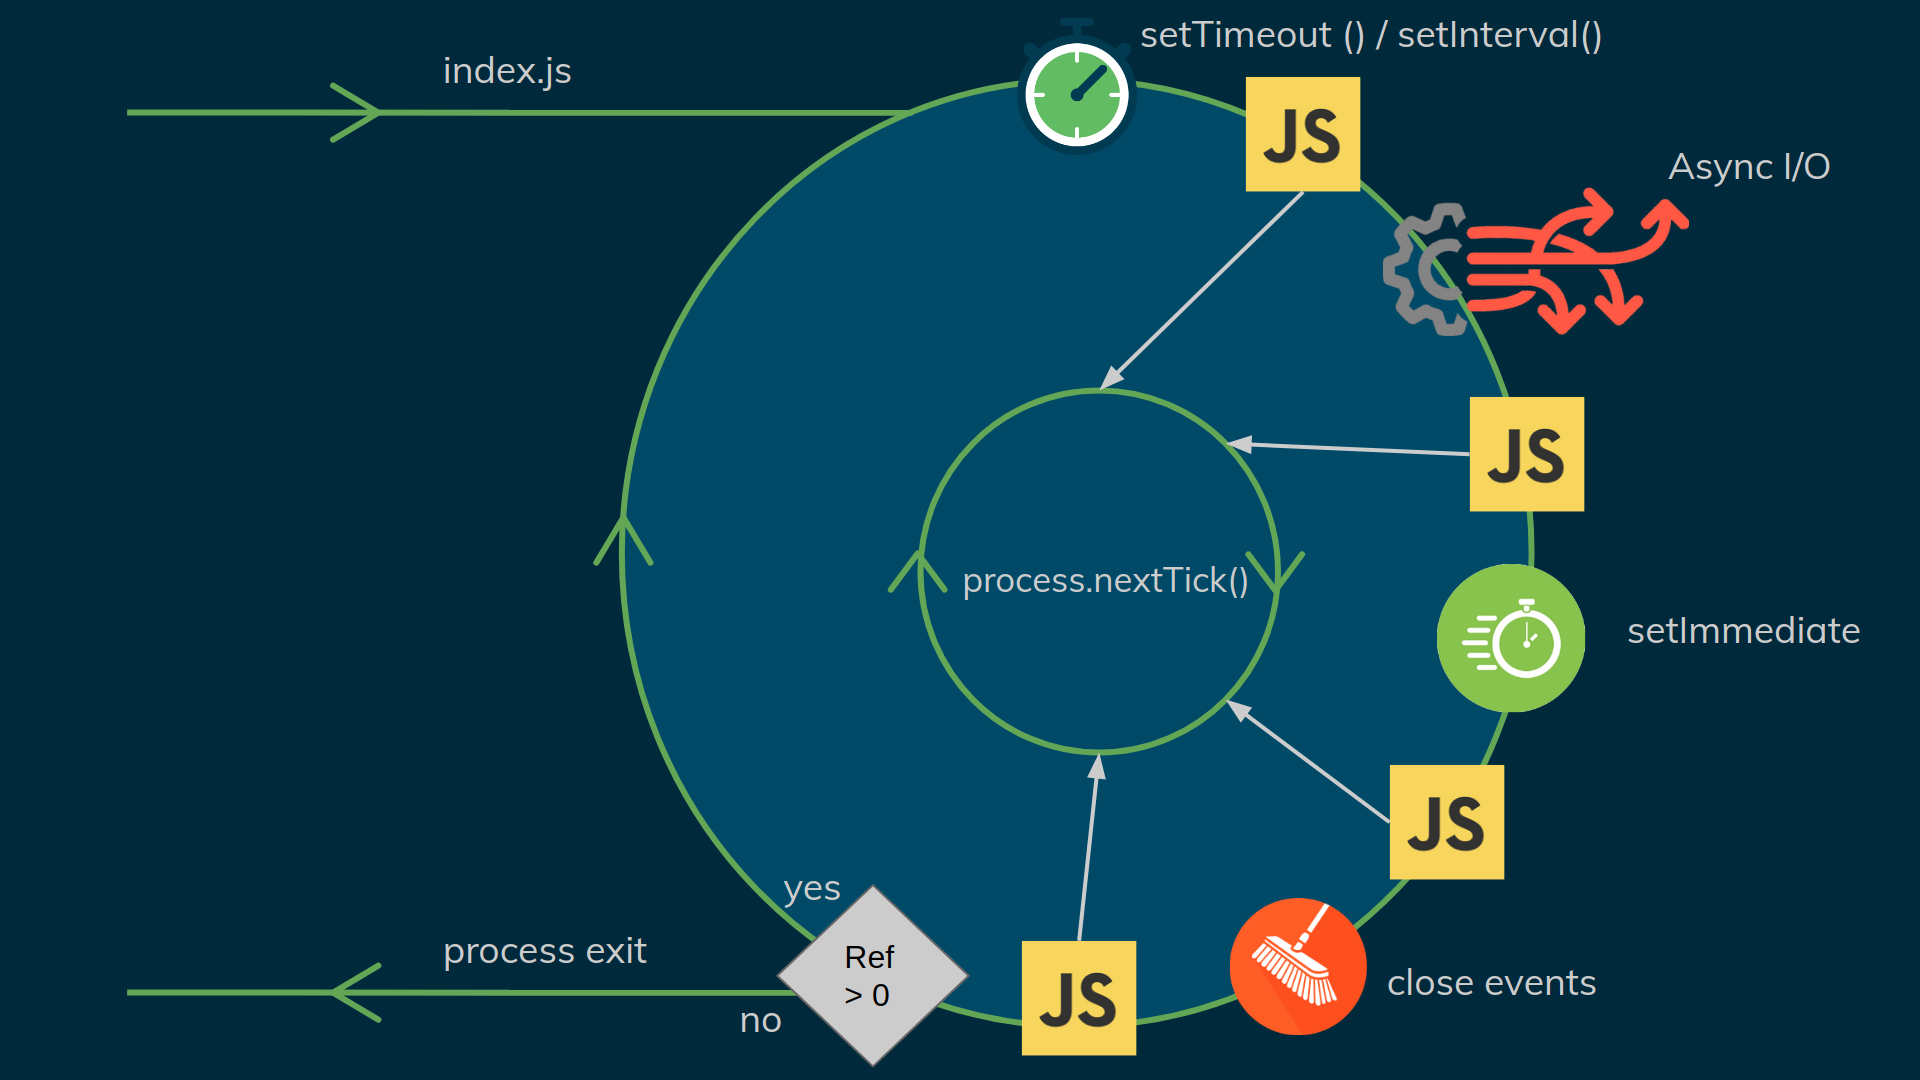 setTimeout () / setInterval()
index.js
JS
Async I/O
JS
process.nextTick()
setImmediate
JS
yes
process exit
Ref
> 0
JS
close events
no